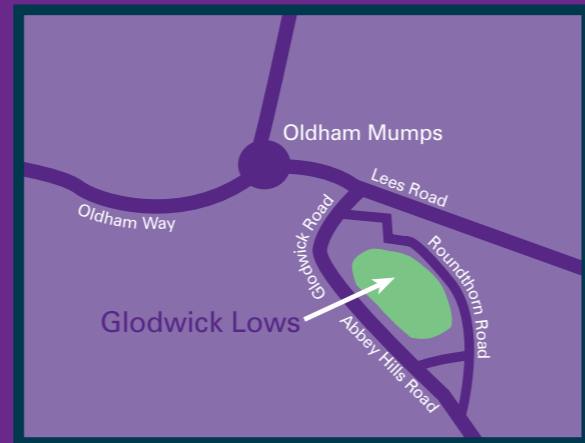 Oldham Mumps
Lees Road
Oldham Way
Glodwick Road
Roundthorn Road
Glodwick Lows
Abbey Hills Road